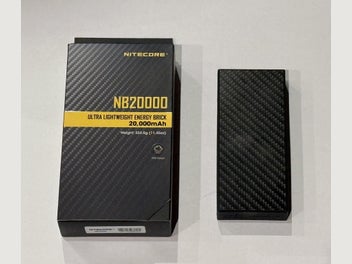 NITECORE
NB20000
ULTRA LIGHTWEIGHT ENERGY BRICK
20,000mAh